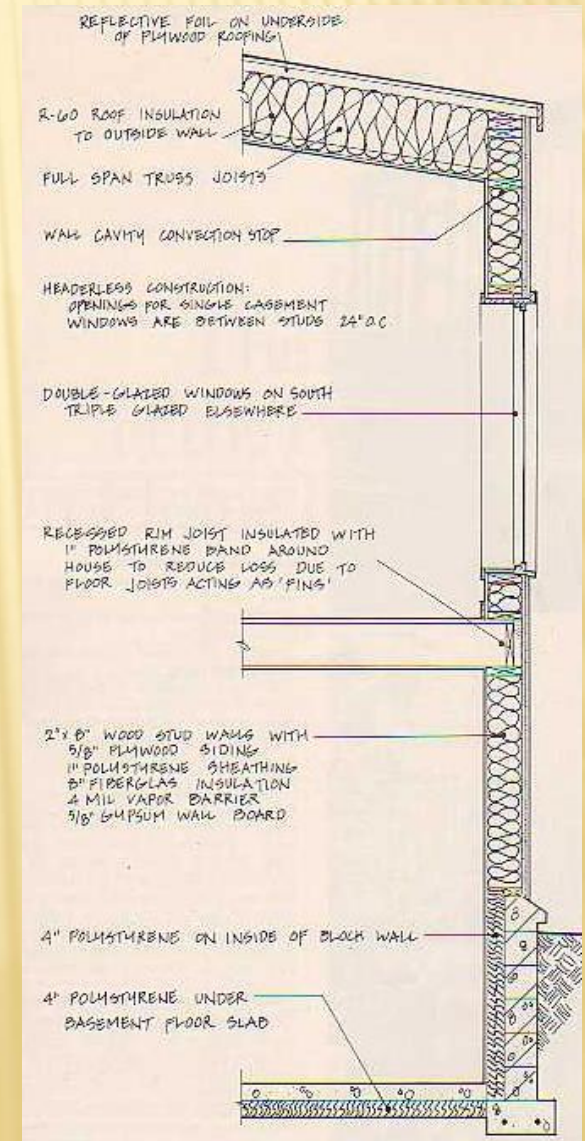 REFLECTIVE FOIL ON UNDERSIDE
OF PLYWOOD ROOFING
R-60 ROOF INSULATION
TO OUTSIDE WALL
FULL SPAN TRUSS JOISTS
WALL CAVITY CONVECTION STOP
HEADERLESS CONSTRUCTION:
OPENINGS FOR SINGLE CASEMENT
WINDOWS ARE BETWEEN STUDS 24" O.C
DOUBLE-GLAZED WINDOWS ON SOUTH
TRIPLE GLAZED ELSEWHERE
RECESSED RIM JOIST INSULATED WITH
1" POLYSTYRENE BAND AROUND
HOUSE TO REDUCE LOSS DUE TO
FLOOR JOISTS ACTING AS 'FINS'
2" x 8" WOOD STUD WALLS WITH
5/8" PLYWOOD SIDING
1" POLYSTYRENE SHEATHING
8" FIBERGLAS INSULATION
4 MIL VAPOR BARRIER
5/8" GYPSUM WALL BOARD
4" POLYSTYRENE ON INSIDE OF BLOCK WALL
4" POLYSTYRENE UNDER
BASEMENT FLOOR SLAB